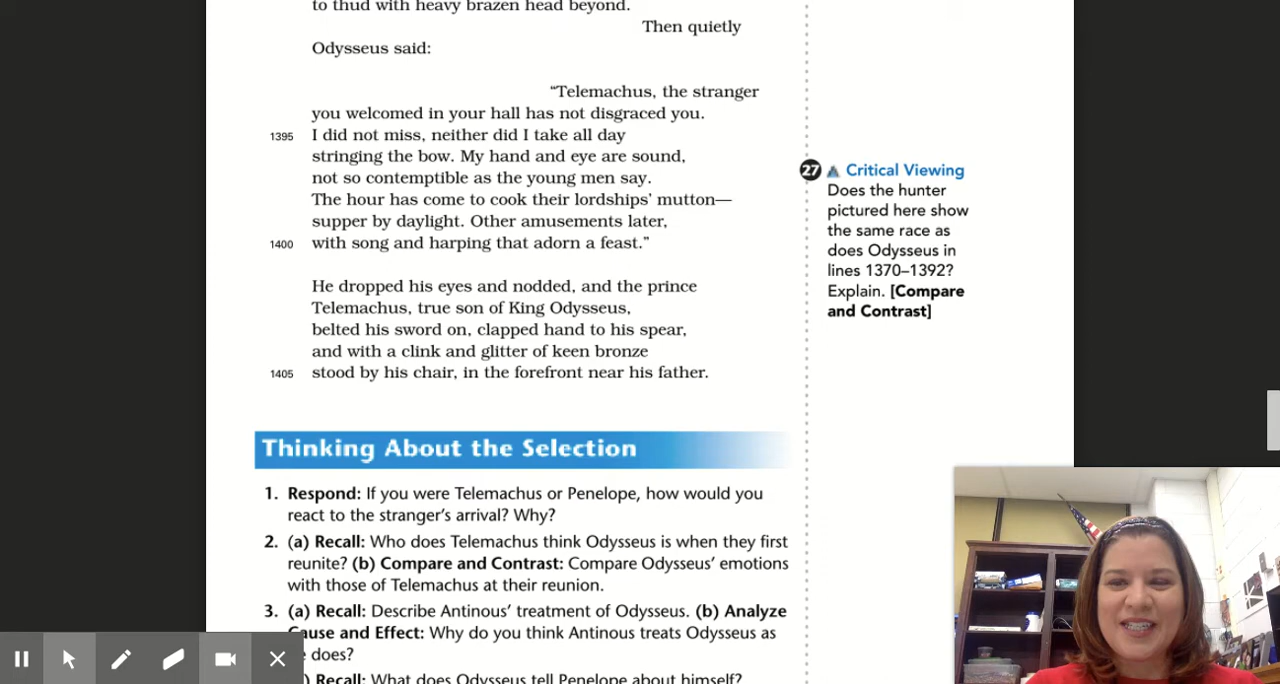 to thud with heavy brazen head beyond.
Then quietly
Odysseus said:
“Telemachus, the stranger
you welcomed in your hall has not disgraced you.
1395 I did not miss, neither did I take all day
stringing the bow. My hand and eye are sound,
not so contemptible as the young men say.
The hour has come to cook their lordships’ mutton—
supper by daylight. Other amusements later,
1400 with song and harping that adorn a feast.”
He dropped his eyes and nodded, and the prince
Telemachus, true son of King Odysseus,
belted his sword on, clapped hand to his spear,
and with a clink and glitter of keen bronze
1405 stood by his chair, in the forefront near his father.
27 Critical Viewing
Does the hunter
pictured here show
the same race as
does Odysseus in
lines 1370–1392?
Explain. [Compare
and Contrast]
Thinking About the Selection
1. Respond: If you were Telemachus or Penelope, how would you
react to the stranger’s arrival? Why?
2. (a) Recall: Who does Telemachus think Odysseus is when they first
reunite? (b) Compare and Contrast: Compare Odysseus’ emotions
with those of Telemachus at their reunion.
3. (a) Recall: Describe Antinous’ treatment of Odysseus. (b) Analyze
Cause and Effect: Why do you think Antinous treats Odysseus as
does?
Recall: What does Odysseus tell Penelope about himself?